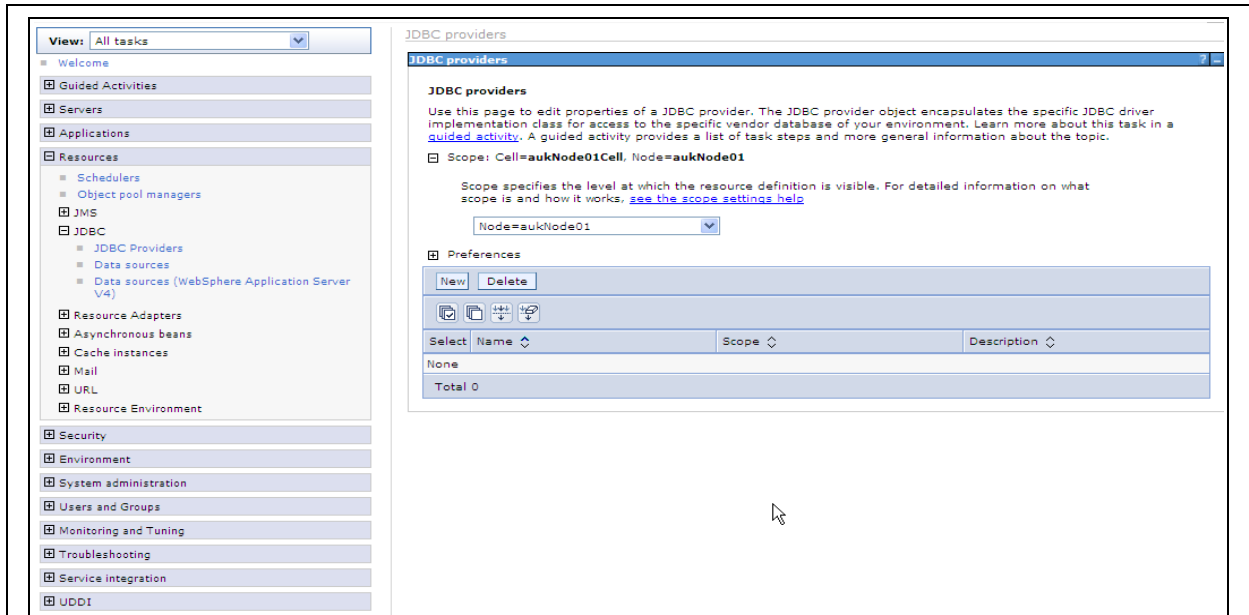 View: All tasks
Welcome
Guided Activities
Servers
Applications
Resources
Schedulers
Object pool managers
JMS
JDBC
JDBC Providers
Data sources
Data sources (WebSphere Application Server
V4)
Resource Adapters
Asynchronous beans
Cache instances
Mail
URL
Resource Environment
Security
Environment
System administration
Users and Groups
Monitoring and Tuning
Troubleshooting
Service integration
UDDI
JDBC providers
JDBC providers ? –
JDBC providers
Use this page to edit properties of a JDBC provider. The JDBC provider object encapsulates the specific JDBC driver
implementation class for access to the specific vendor database of your environment. Learn more about this task in a
guided activity. A guided activity provides a list of task steps and more general information about the topic.
Scope: Cell=aukNode01Cell, Node=aukNode01
Scope specifies the level at which the resource definition is visible. For detailed information on what
scope is and how it works, see the scope settings help
Node=aukNode01
Preferences
New Delete
Select Name Scope Description
None
Total 0